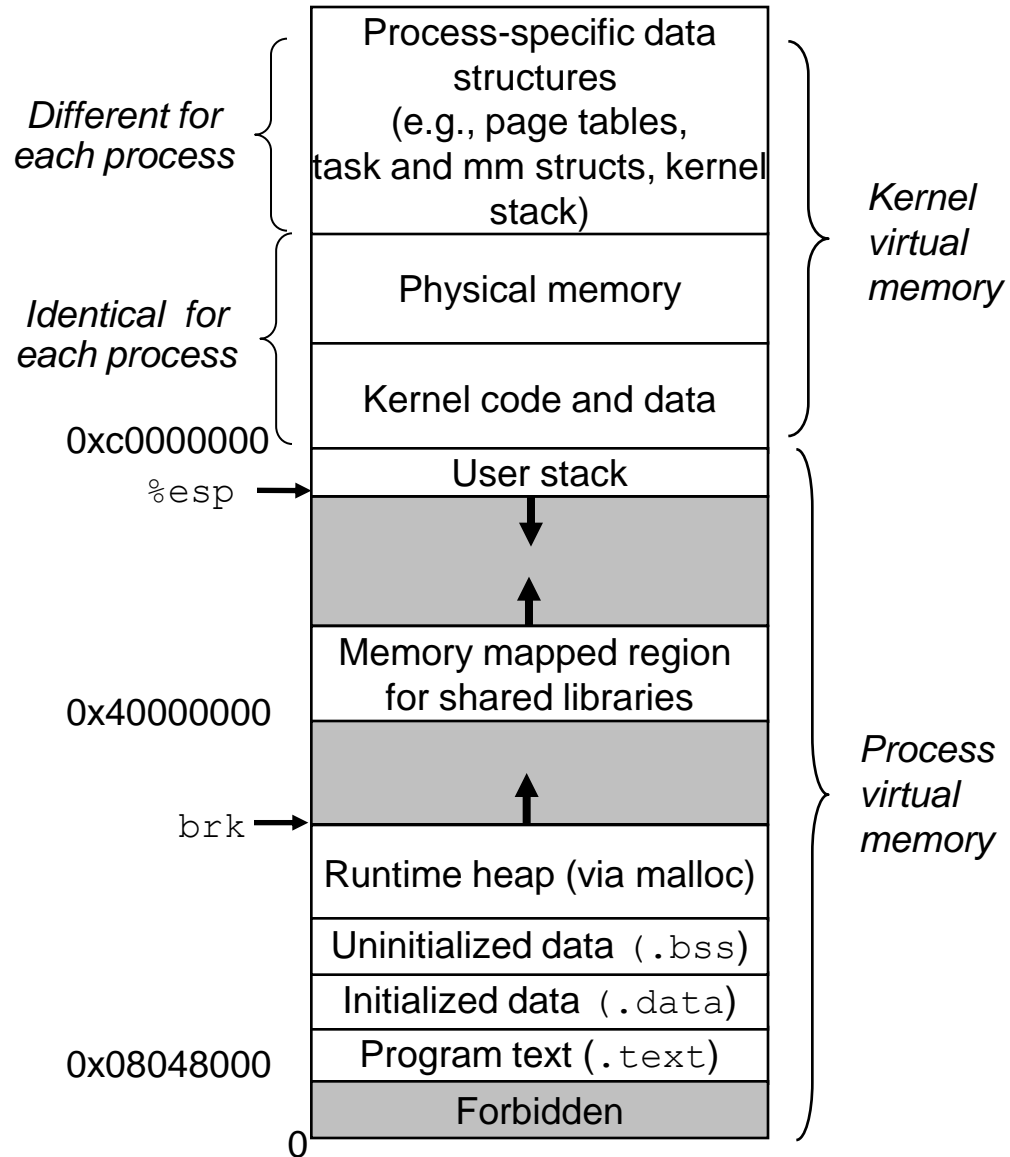 Process-specific data
structures
(e.g., page tables,
task and mm structs, kernel
stack)
Different for
each process
Kernel
virtual
memory
Physical memory
Identical for
each process
Kernel code and data
0xc0000000
User stack
%esp
Memory mapped region
for shared libraries
0x40000000
Process
virtual
memory
brk
Runtime heap (via malloc)
Uninitialized data (.bss)
Initialized data (.data)
Program text (.text)
0x08048000
Forbidden
0